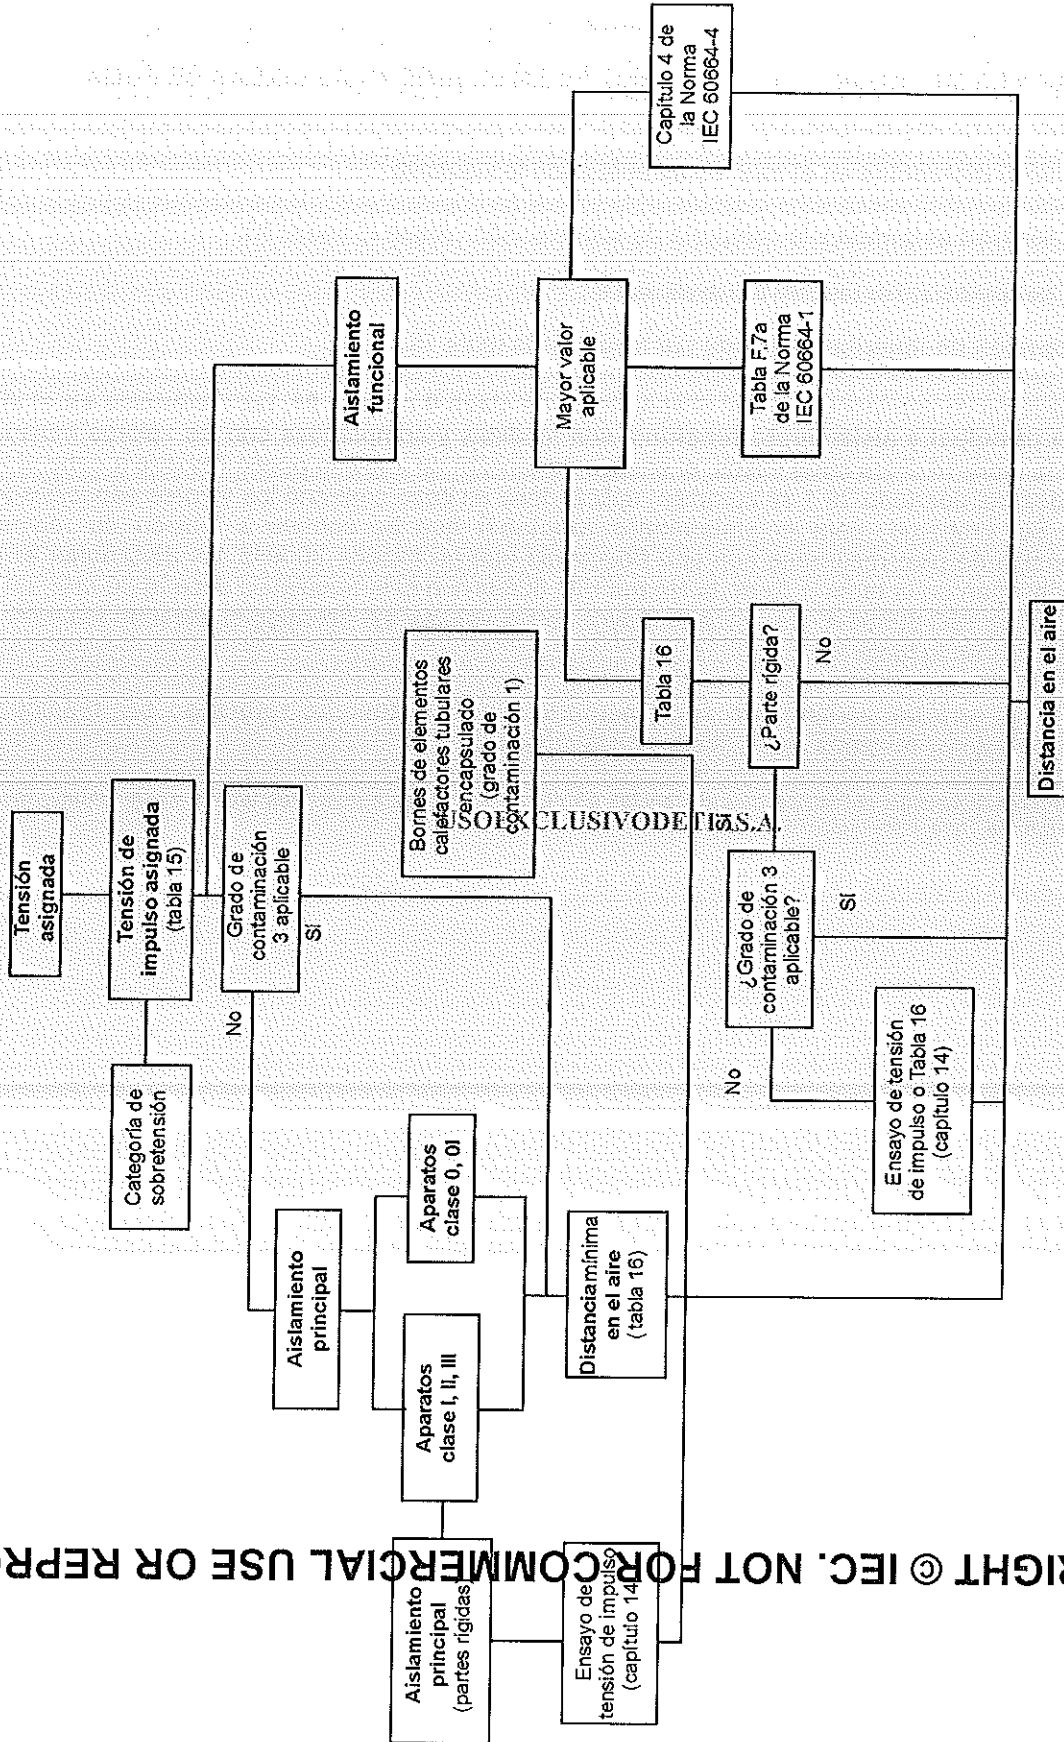 Tensión
asignada
Categoría de
sobretensión
Tensión de
impulso asignada
(tabla 15)
Grado de
contaminación
3 aplicable
No
Sí
Aislamiento
principal
Aislamiento
funcional
Aislamiento
principal
(partes rígidas
Aparatos
clase I, II, III
Aparatos
clase 0, 0I
Bornes de elementos
calefactores tubulares
encapsulado
(grado de
contaminación 1)
Mayor valor
aplicable
Ensayo de
tensión de impulso
(capítulo 14
Distancia mínima
en el aire
(tabla 16)
Tabla 16
Capítulo 4 de
la Norma
IEC 60664-4
¿Grado de
contaminación 3
aplicable?
Sí
¿Parte rígida?
Tabla F.7a
de la Norma
IEC 60664-1
No
Sí
No
Ensayo de tensión
de impulso o Tabla 16
(capítulo 14)
Distancia en el aire
USO EXCLUSIVO DE TIS.A.
RIGHT © IEC. NOT FOR COMMERCIAL USE OR REPR